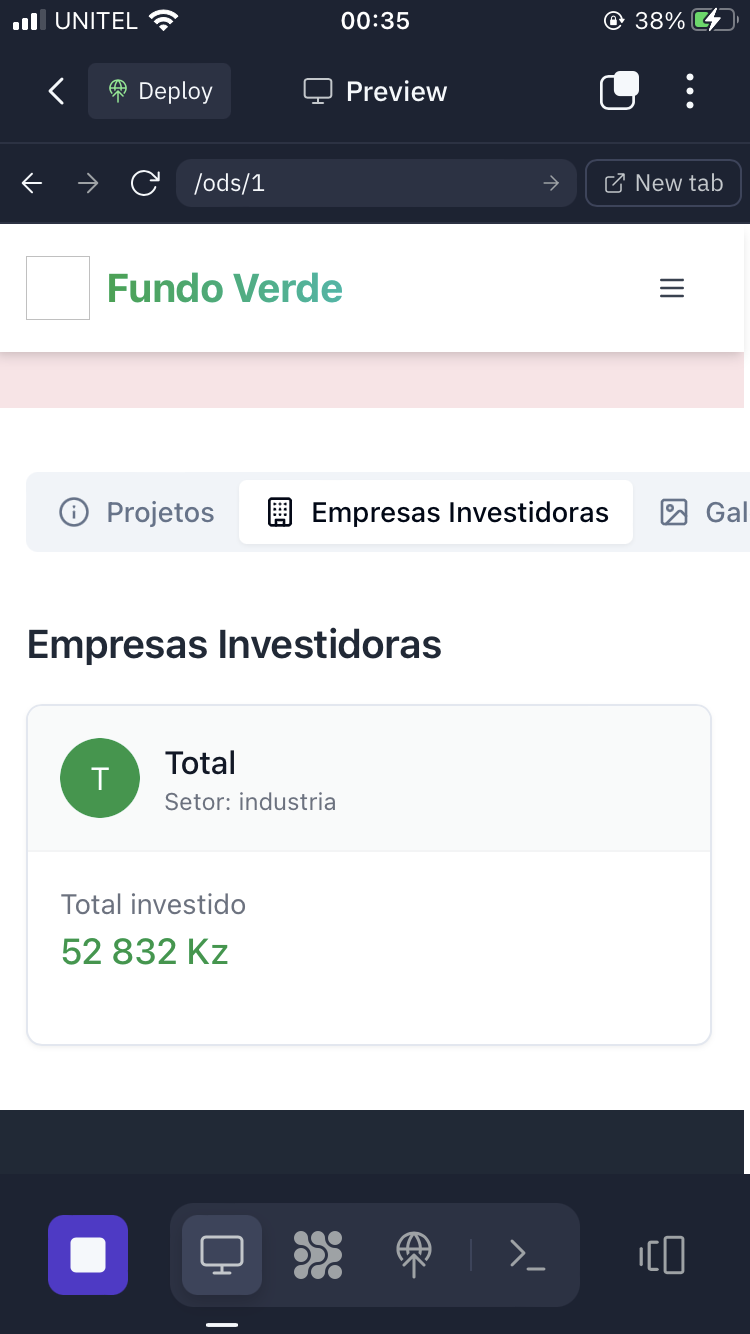 UNITEL 00:35 38%
Deploy Preview
/ods/1 New tab
Fundo Verde
Projetos Empresas Investidoras Gal
Empresas Investidoras
T Total
Setor: industria
Total investido
52 832 Kz